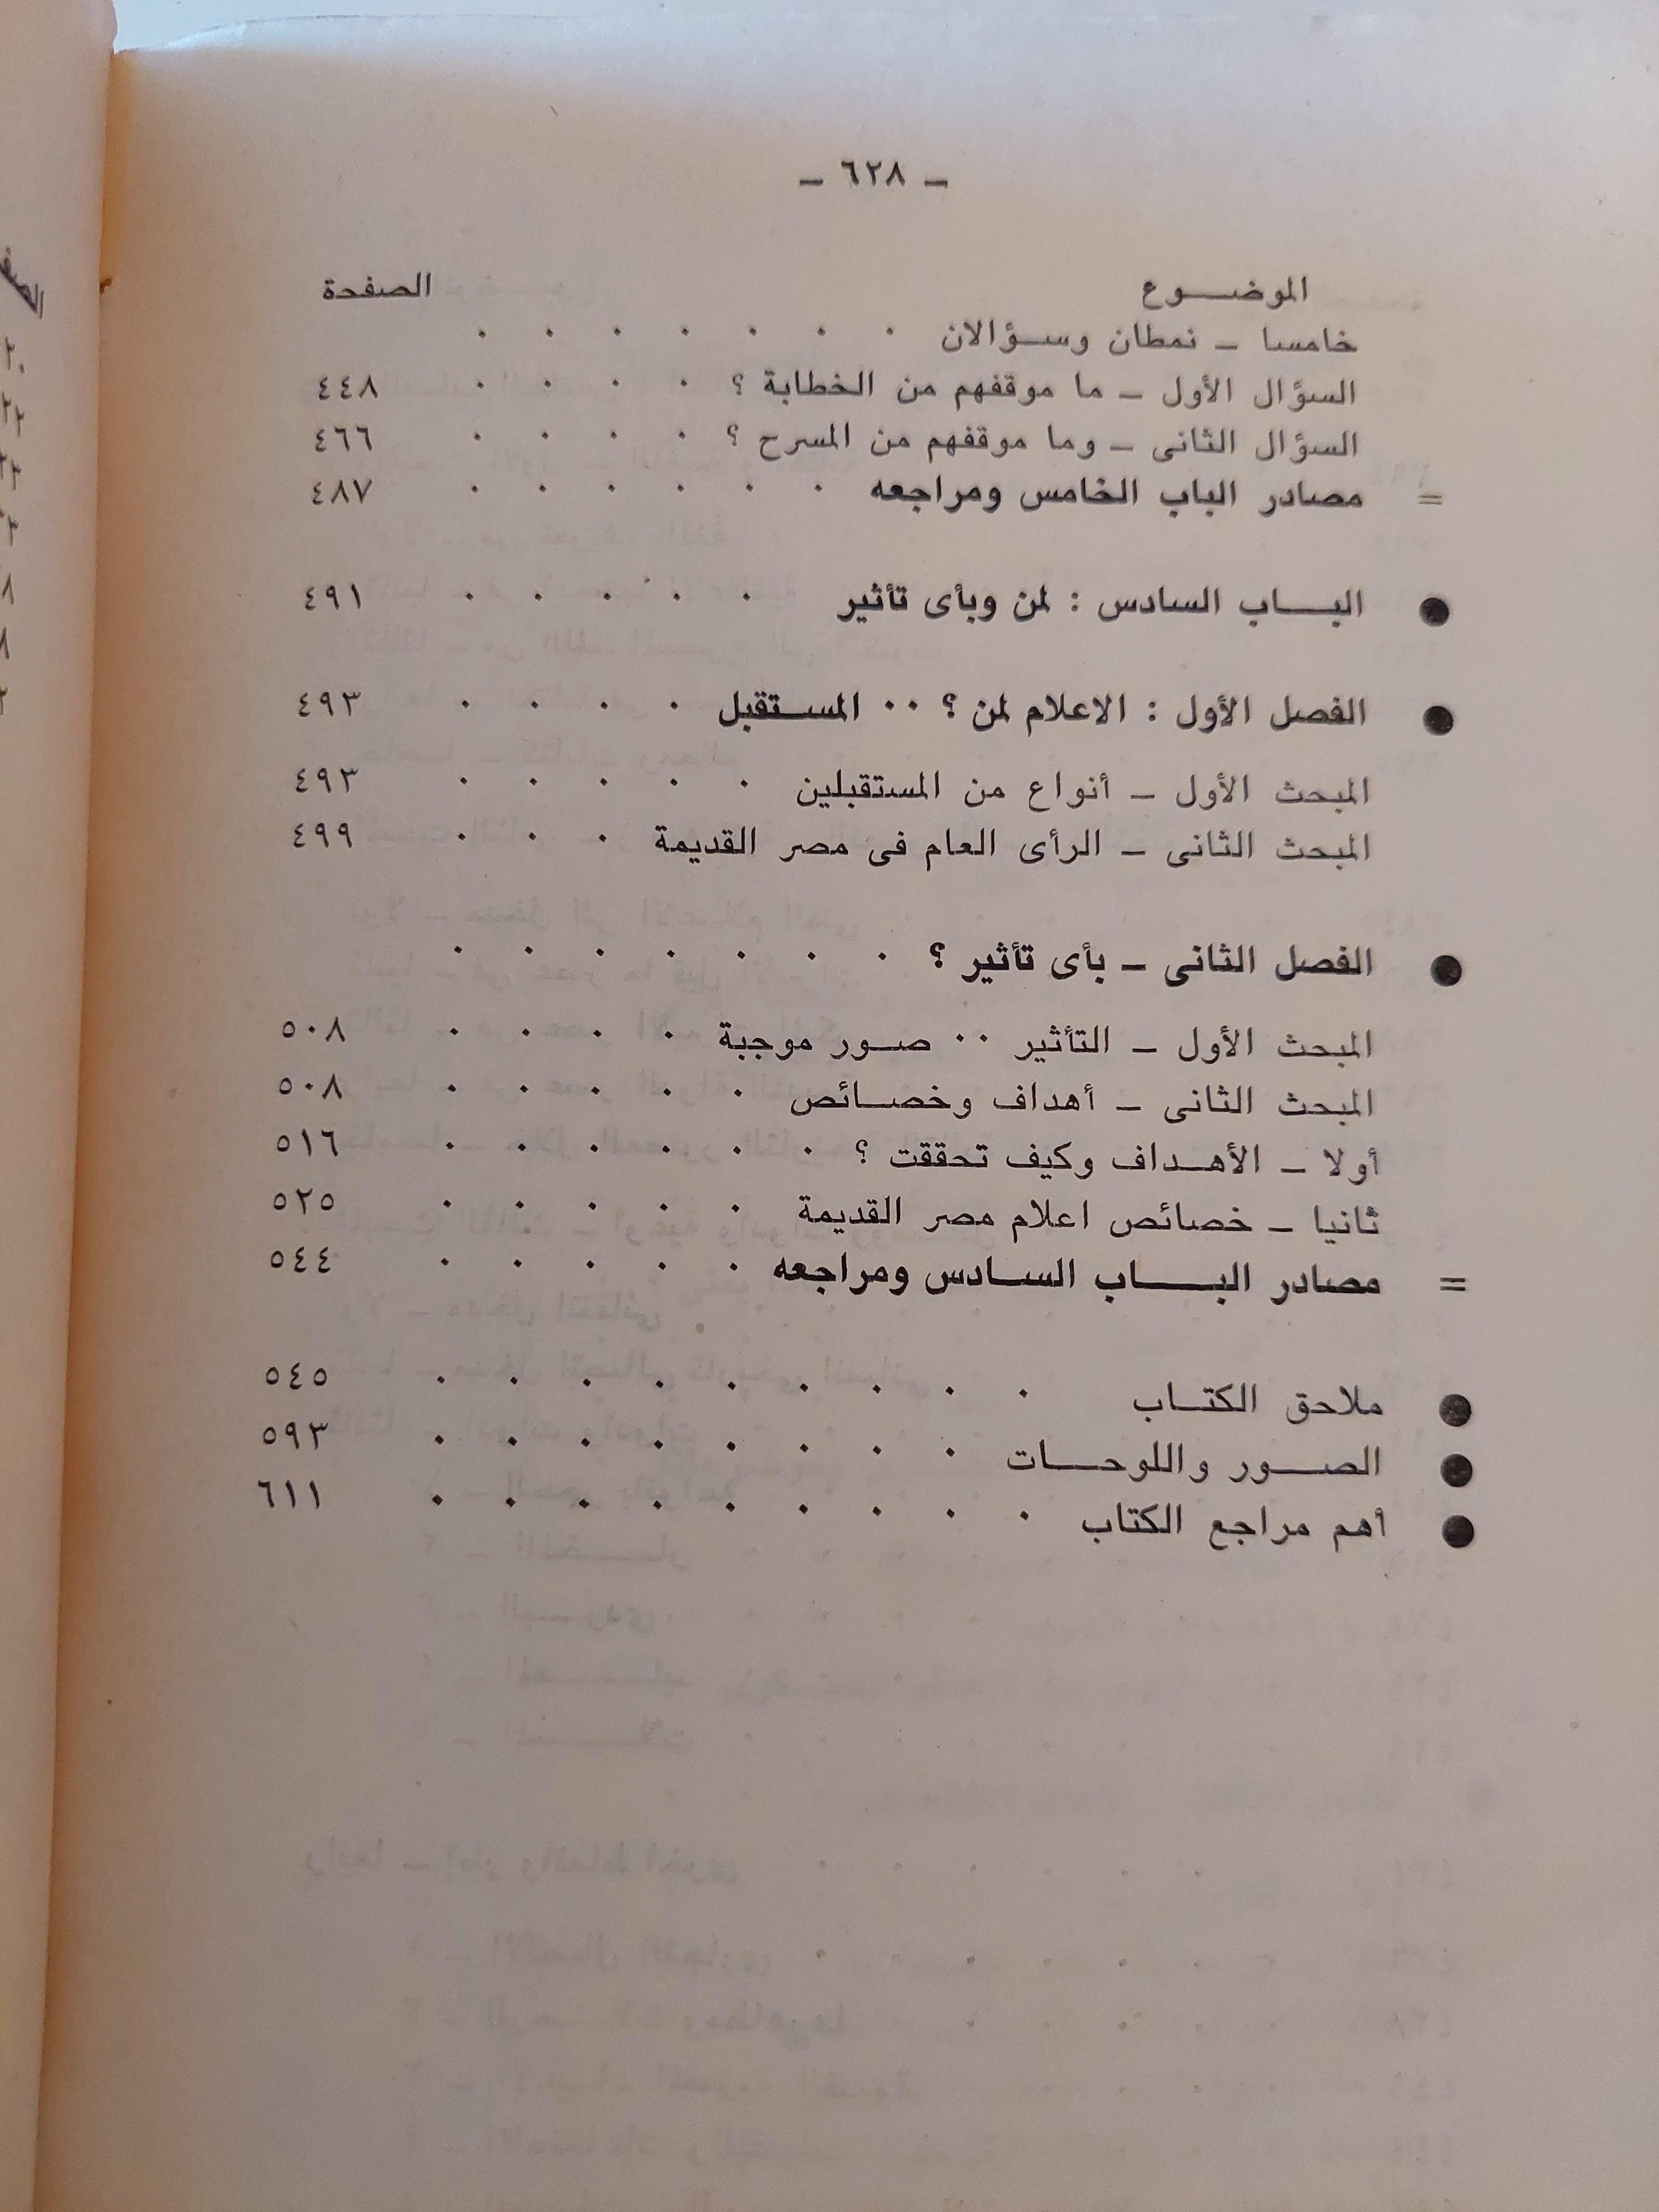 — ٦٢٨ —
الموضوع الصفحة
خامسا — نمطان وسؤالان . . . . . . .
السؤال الأول — ما موقفهم من الخطابة ؟ . . . . ٤٤٨
السؤال الثانى — وما موقفهم من المسرح ؟ . . . . ٤٦٦
= مصادر الباب الخامس ومراجعه . . . . . . ٤٨٧
● الباب السادس : لمن وبأى تأثير . . . . . ٤٩١
● الفصل الأول : الاعلام لمن ؟ ٠٠ المستقبل . . . . ٤٩٣
المبحث الأول — أنواع من المستقبلين . . . . . ٤٩٣
المبحث الثانى — الرأى العام فى مصر القديمة . . . ٤٩٩
● الفصل الثانى — بأى تأثير ؟ . . . . . . .
المبحث الأول — التأثير ٠٠ صور موجبة . . . . ٥٠٨
المبحث الثانى — أهداف وخصائص . . . . . ٥٠٨
أولا — الأهداف وكيف تحققت ؟ . . . . . . ٥١٦
ثانيا — خصائص اعلام مصر القديمة . . . . . ٥٢٥
= مصادر الباب السادس ومراجعه . . . . . ٥٤٤
● ملاحق الكتاب . . . . . . . . . ٥٤٥
● الصور واللوحات . . . . . . . . ٥٩٣
● أهم مراجع الكتاب . . . . . . . . . ٦١١